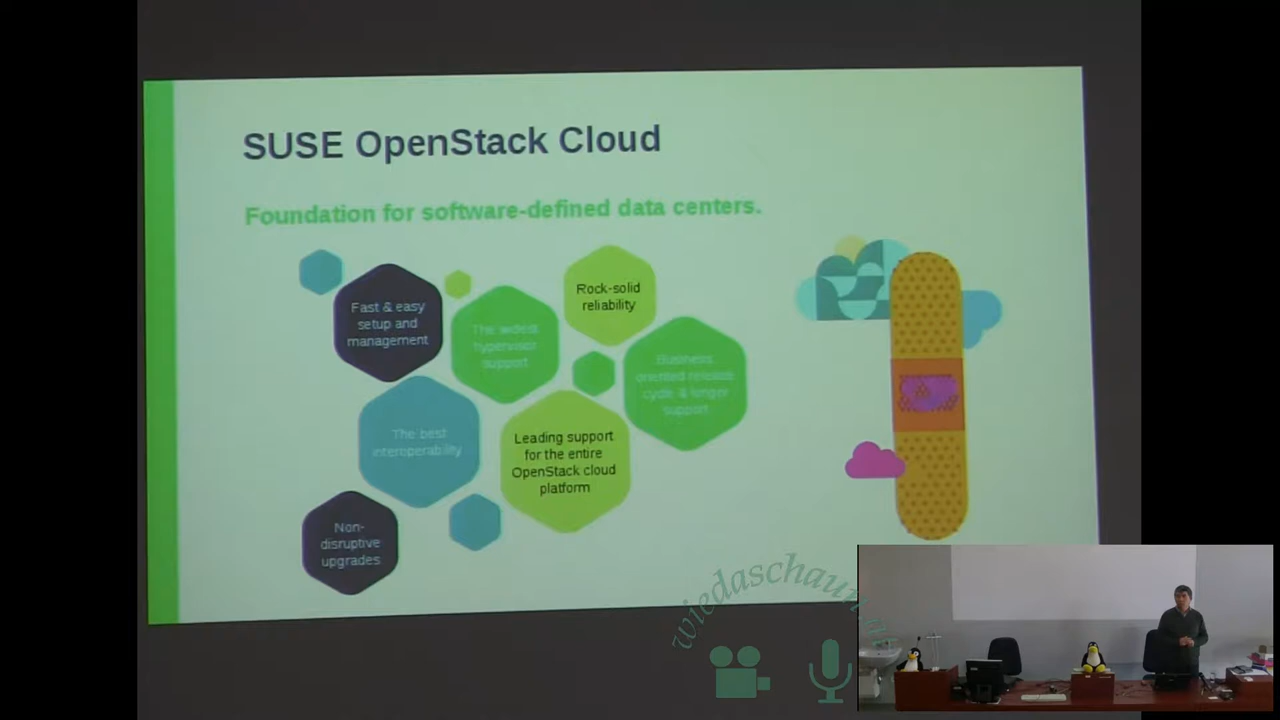 SUSE OpenStack Cloud
Foundation for software-defined data centers.
Fast & easy
setup and
management
The widest
hypervisor
support
Rock-solid
reliability
Business
oriented release
cycle & longer
support
The best
interoperability
Leading support
for the entire
OpenStack cloud
platform
Non-
disruptive
upgrades
wiedaschaun